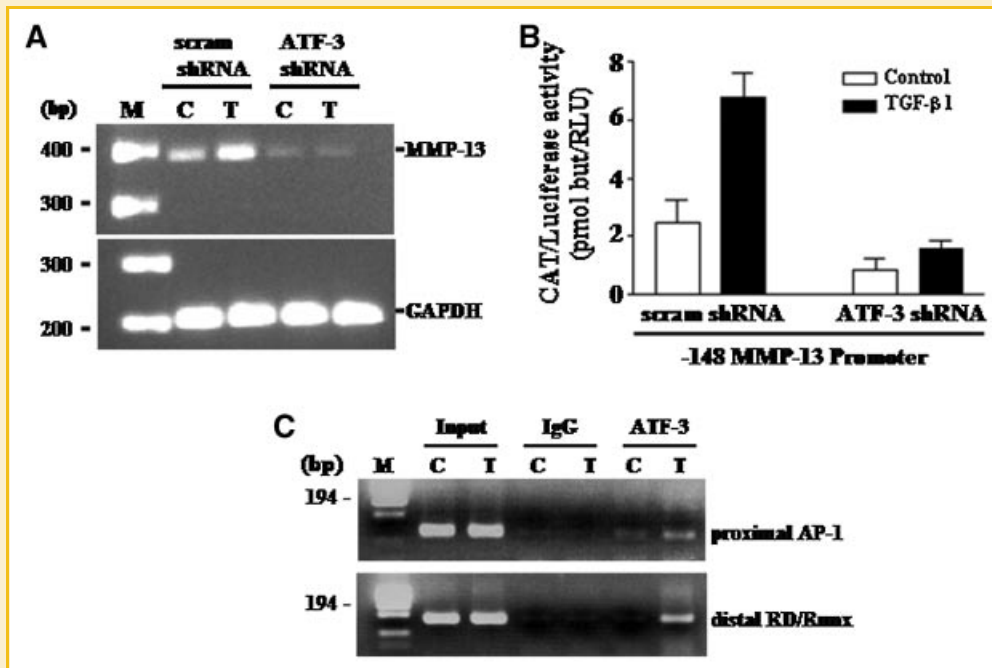 A
scram shRNA
ATF-3 shRNA
(bp) M C T C T
400 - -MMP-13
300 -
300 -
-GAPDH
200 -
B
CAT/Luciferase activity
(pmol but/RLU)
8
6
4
2
0
Control
TGF-β1
scram shRNA ATF-3 shRNA
-148 MMP-13 Promoter
C
Input IgG ATF-3
(bp) M C T C T C T
194 -
proximal AP-1
194 -
distal RD/Runx